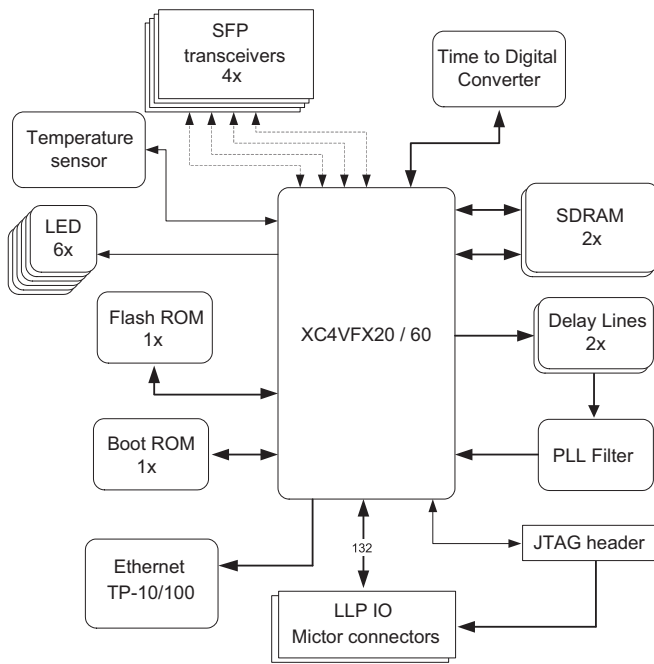 SFP
transceivers
4x
Time to Digital
Converter
Temperature
sensor
SDRAM
2x
LED
6x
Flash ROM
1x
XC4VFX20 / 60
Delay Lines
2x
Boot ROM
1x
PLL Filter
Ethernet
TP-10/100
132
JTAG header
LLP IO
Mictor connectors